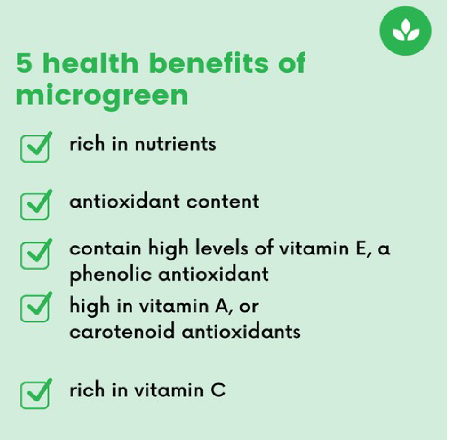 5 health benefits of
microgreen
rich in nutrients
antioxidant content
contain high levels of vitamin E, a
phenolic antioxidant
high in vitamin A, or
carotenoid antioxidants
rich in vitamin C